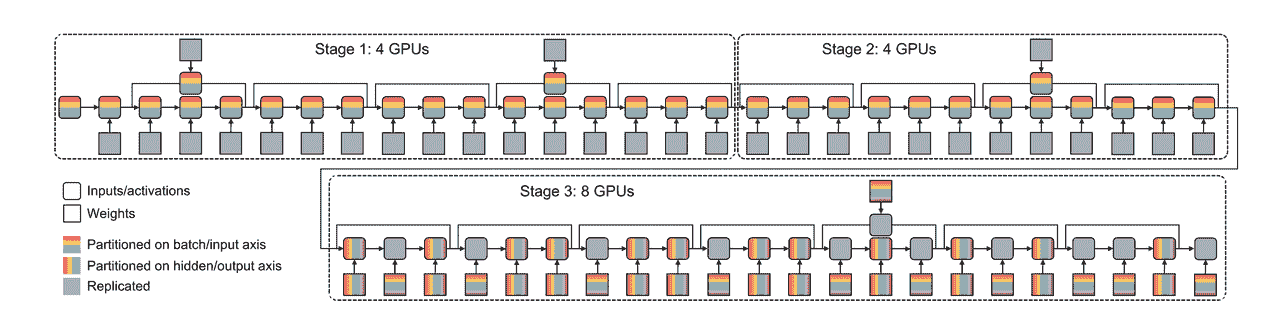 Stage 1: 4 GPUs
Stage 2: 4 GPUs
Stage 3: 8 GPUs
Inputs/activations
Weights
Partitioned on batch/input axis
Partitioned on hidden/output axis
Replicated